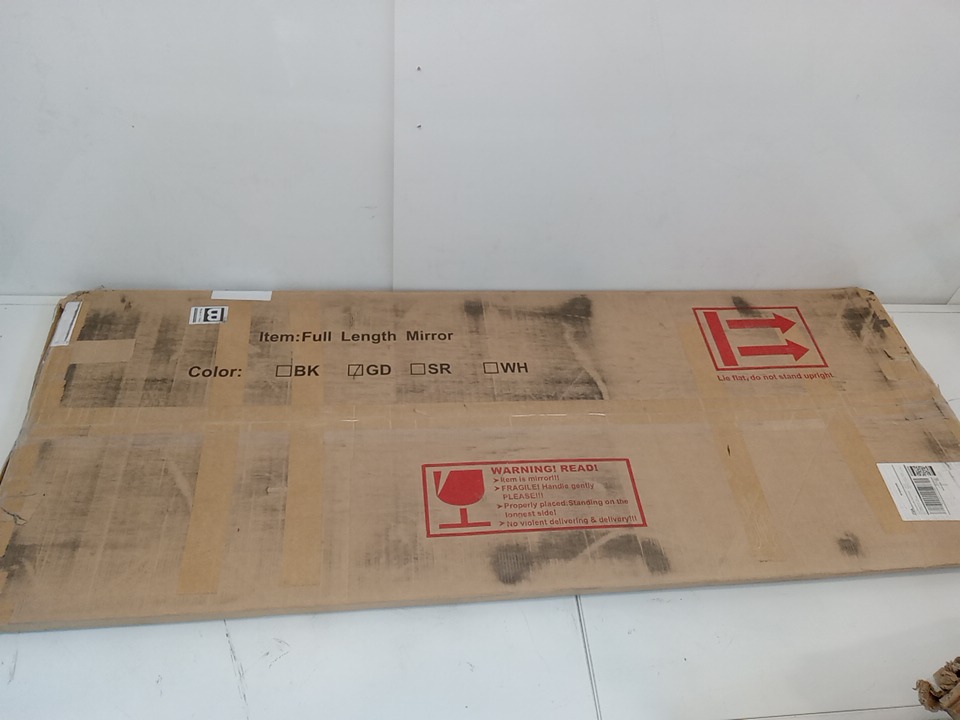 B
Item:Full Length Mirror
Color: ☐BK ☑GD ☐SR ☐WH
Lie flat, do not stand upright
WARNING! READ!
➤Item is mirror!!!
➤FRAGILE! Handle gently
PLEASE!!!
➤Properly placed:Standing on the
longest side!
➤No violent delivering & delivery!!!